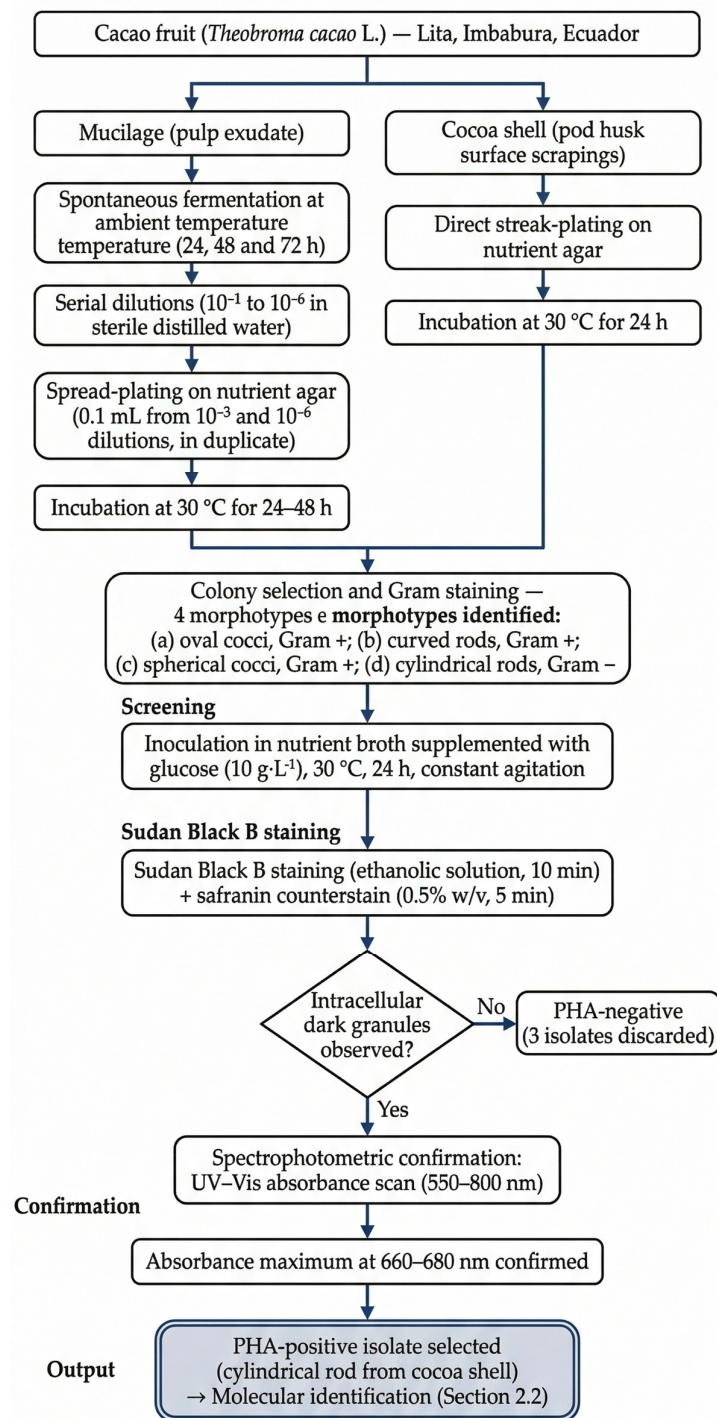 Cacao fruit (Theobroma cacao L.) — Lita, Imbabura, Ecuador
Mucilage (pulp exudate)
Spontaneous fermentation at
ambient temperature
temperature (24, 48 and 72 h)
Serial dilutions (10⁻¹ to 10⁻⁶ in
sterile distilled water)
Spread-plating on nutrient agar
(0.1 mL from 10⁻³ and 10⁻⁶
dilutions, in duplicate)
Incubation at 30 °C for 24–48 h
Cocoa shell (pod husk
surface scrapings)
Direct streak-plating on
nutrient agar
Incubation at 30 °C for 24 h
Colony selection and Gram staining —
4 morphotypes e morphotypes identified:
(a) oval cocci, Gram +; (b) curved rods, Gram +;
(c) spherical cocci, Gram +; (d) cylindrical rods, Gram –
Screening
Inoculation in nutrient broth supplemented with
glucose (10 g·L⁻¹), 30 °C, 24 h, constant agitation
Sudan Black B staining
Sudan Black B staining (ethanolic solution, 10 min)
+ safranin counterstain (0.5% w/v, 5 min)
Intracellular
dark granules
observed?
No
PHA-negative
(3 isolates discarded)
Yes
Spectrophotometric confirmation:
UV–Vis absorbance scan (550–800 nm)
Confirmation
Absorbance maximum at 660–680 nm confirmed
Output
PHA-positive isolate selected
(cylindrical rod from cocoa shell)
→ Molecular identification (Section 2.2)